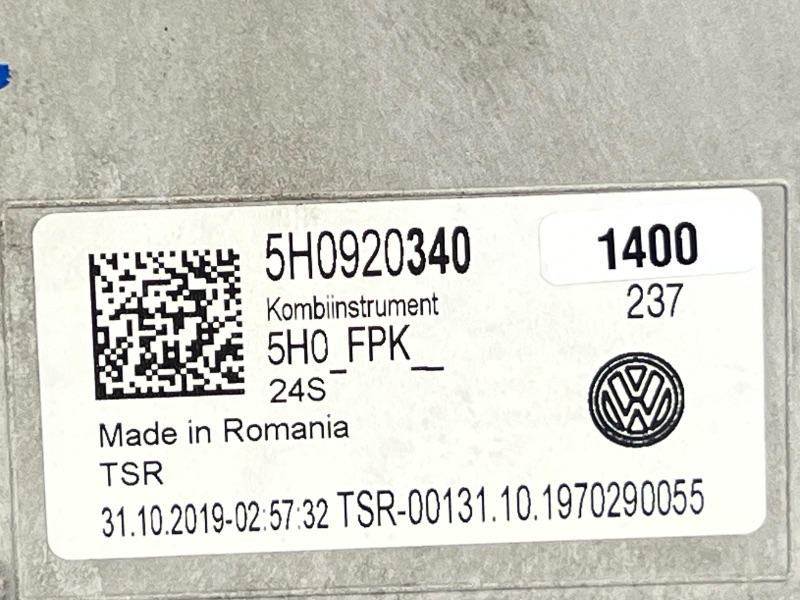 5H0920340
1400
Kombiinstrument
237
5H0_FPK__
24S
Made in Romania
TSR
31.10.2019-02:57:32 TSR-00131.10.1970290055